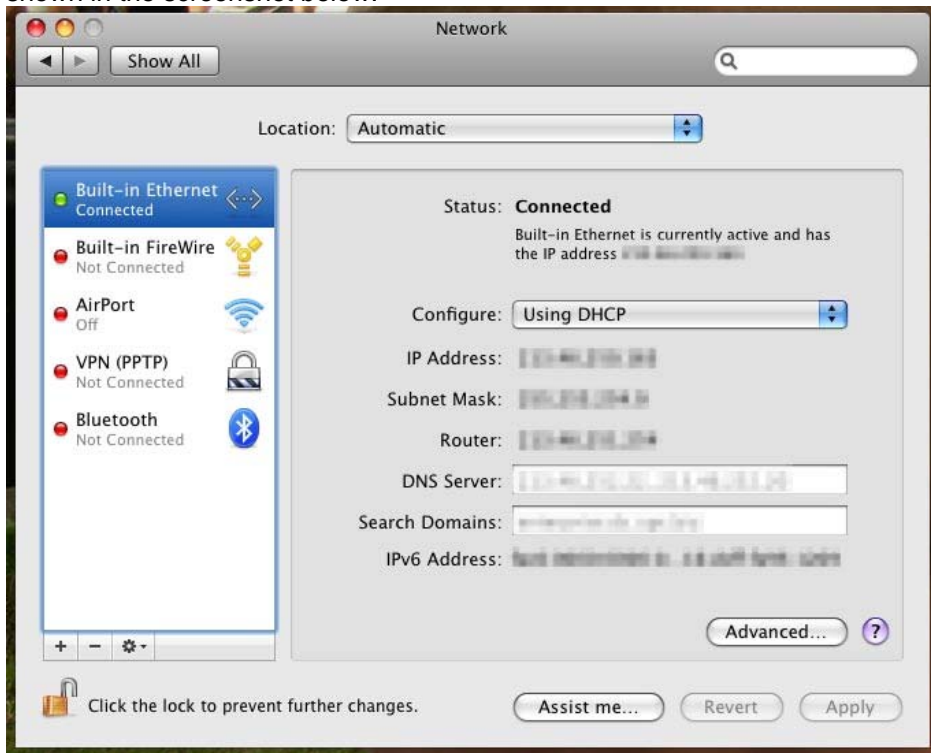 Network
Show All
Location: Automatic
Built-in Ethernet
Connected
Built-in FireWire
Not Connected
AirPort
Off
VPN (PPTP)
Not Connected
Bluetooth
Not Connected
Status: Connected
Built-in Ethernet is currently active and has
the IP address
Configure: Using DHCP
IP Address:
Subnet Mask:
Router:
DNS Server:
Search Domains:
IPv6 Address:
Advanced... ?
+ −
Click the lock to prevent further changes.
Assist me... Revert Apply